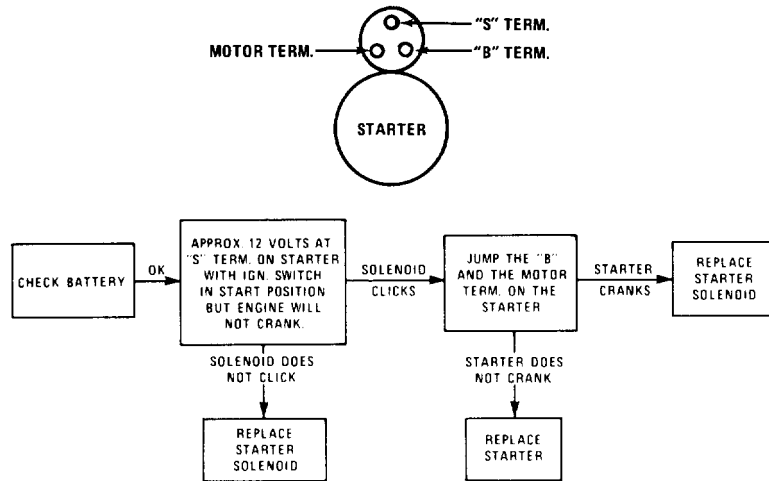 "S" TERM.
MOTOR TERM.
"B" TERM.
STARTER
CHECK BATTERY
OK
APPROX. 12 VOLTS AT
"S" TERM. ON STARTER
WITH IGN. SWITCH
IN START POSITION
BUT ENGINE WILL
NOT CRANK.
SOLENOID
CLICKS
JUMP THE "B"
AND THE MOTOR
TERM. ON THE
STARTER
STARTER
CRANKS
REPLACE
STARTER
SOLENOID
SOLENOID DOES
NOT CLICK
STARTER DOES
NOT CRANK
REPLACE
STARTER
SOLENOID
REPLACE
STARTER